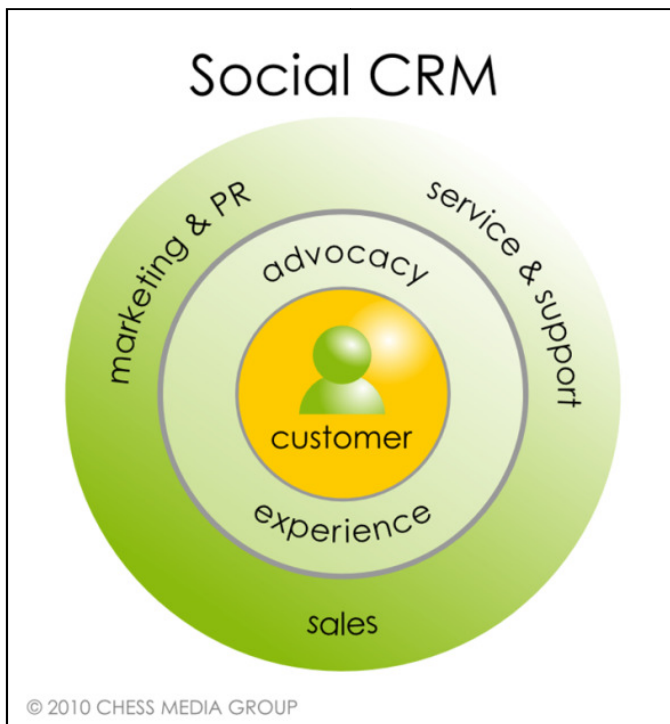 Social CRM
marketing & PR
service & support
advocacy
customer
experience
sales
© 2010 CHESS MEDIA GROUP